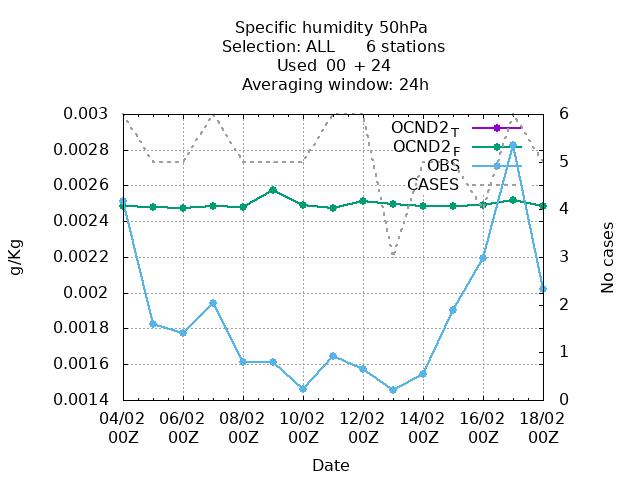 Specific humidity 50hPa
Selection: ALL 6 stations
Used 00 + 24
Averaging window: 24h
0.003
0.0028
0.0026
0.0024
0.0022
0.002
0.0018
0.0016
0.0014
g/Kg
OCND2T
OCND2F
OBS
CASES
6
5
4
3
2
1
0
No cases
04/02 06/02 08/02 10/02 12/02 14/02 16/02 18/02
00Z 00Z 00Z 00Z 00Z 00Z 00Z 00Z
Date